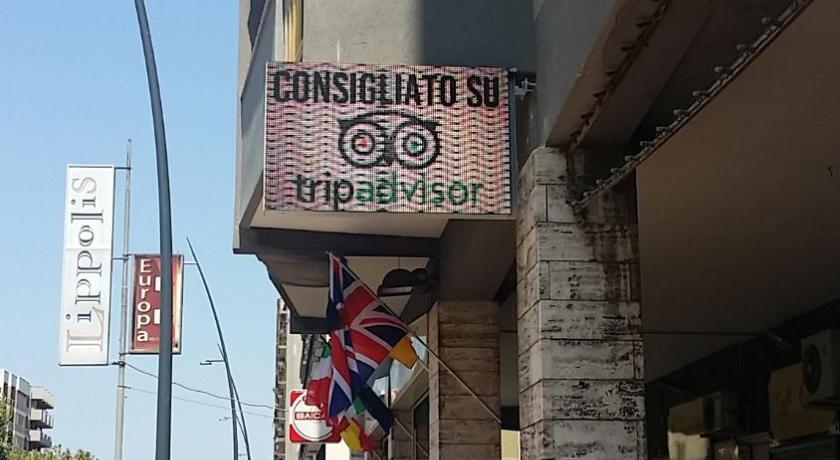 CONSIGLIATO SU
tripadvisor
Lippolis
Europa